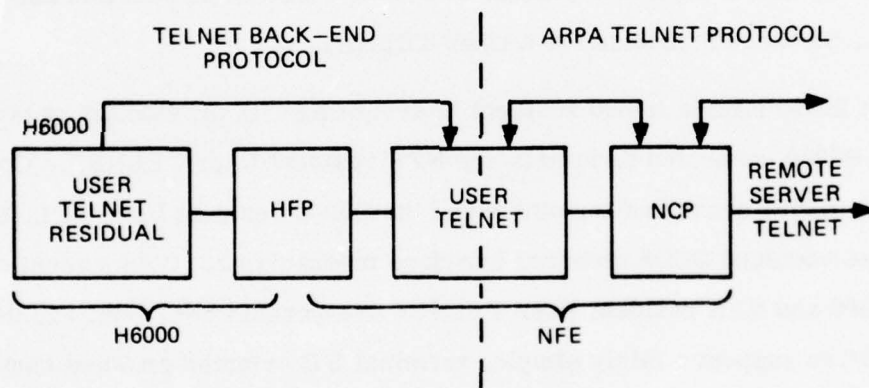 TELNET BACK–END
PROTOCOL
ARPA TELNET PROTOCOL
H6000
USER
TELNET
RESIDUAL
HFP
USER
TELNET
NCP
REMOTE
SERVER
TELNET
H6000
NFE